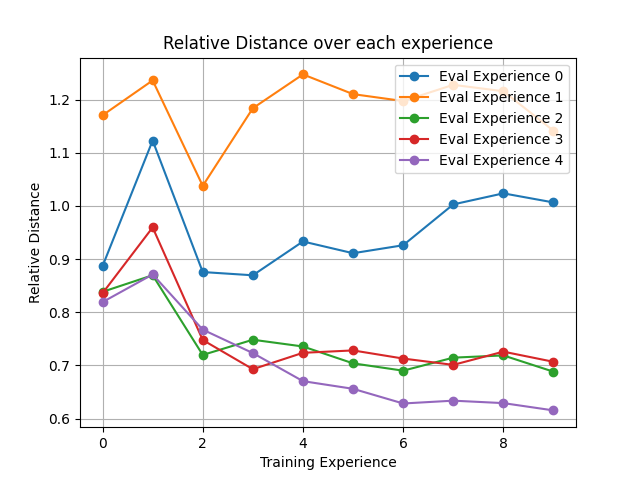 Relative Distance over each experience
Eval Experience 0
Eval Experience 1
Eval Experience 2
Eval Experience 3
Eval Experience 4
Relative Distance
1.2
1.1
1.0
0.9
0.8
0.7
0.6
0 2 4 6 8
Training Experience